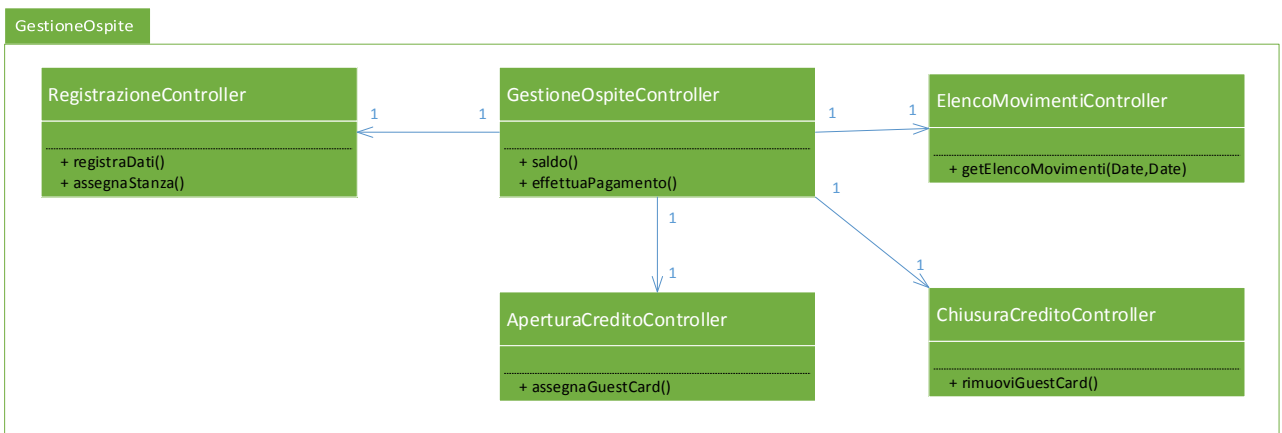 GestioneOspite
RegistrazioneController
+ registraDati()
+ assegnaStanza()
1
1
GestioneOspiteController
+ saldo()
+ effettuaPagamento()
1
1
ElencoMovimentiController
+ getElencoMovimenti(Date,Date)
1
1
1
1
AperturaCreditoController
+ assegnaGuestCard()
ChiusuraCreditoController
+ rimuoviGuestCard()